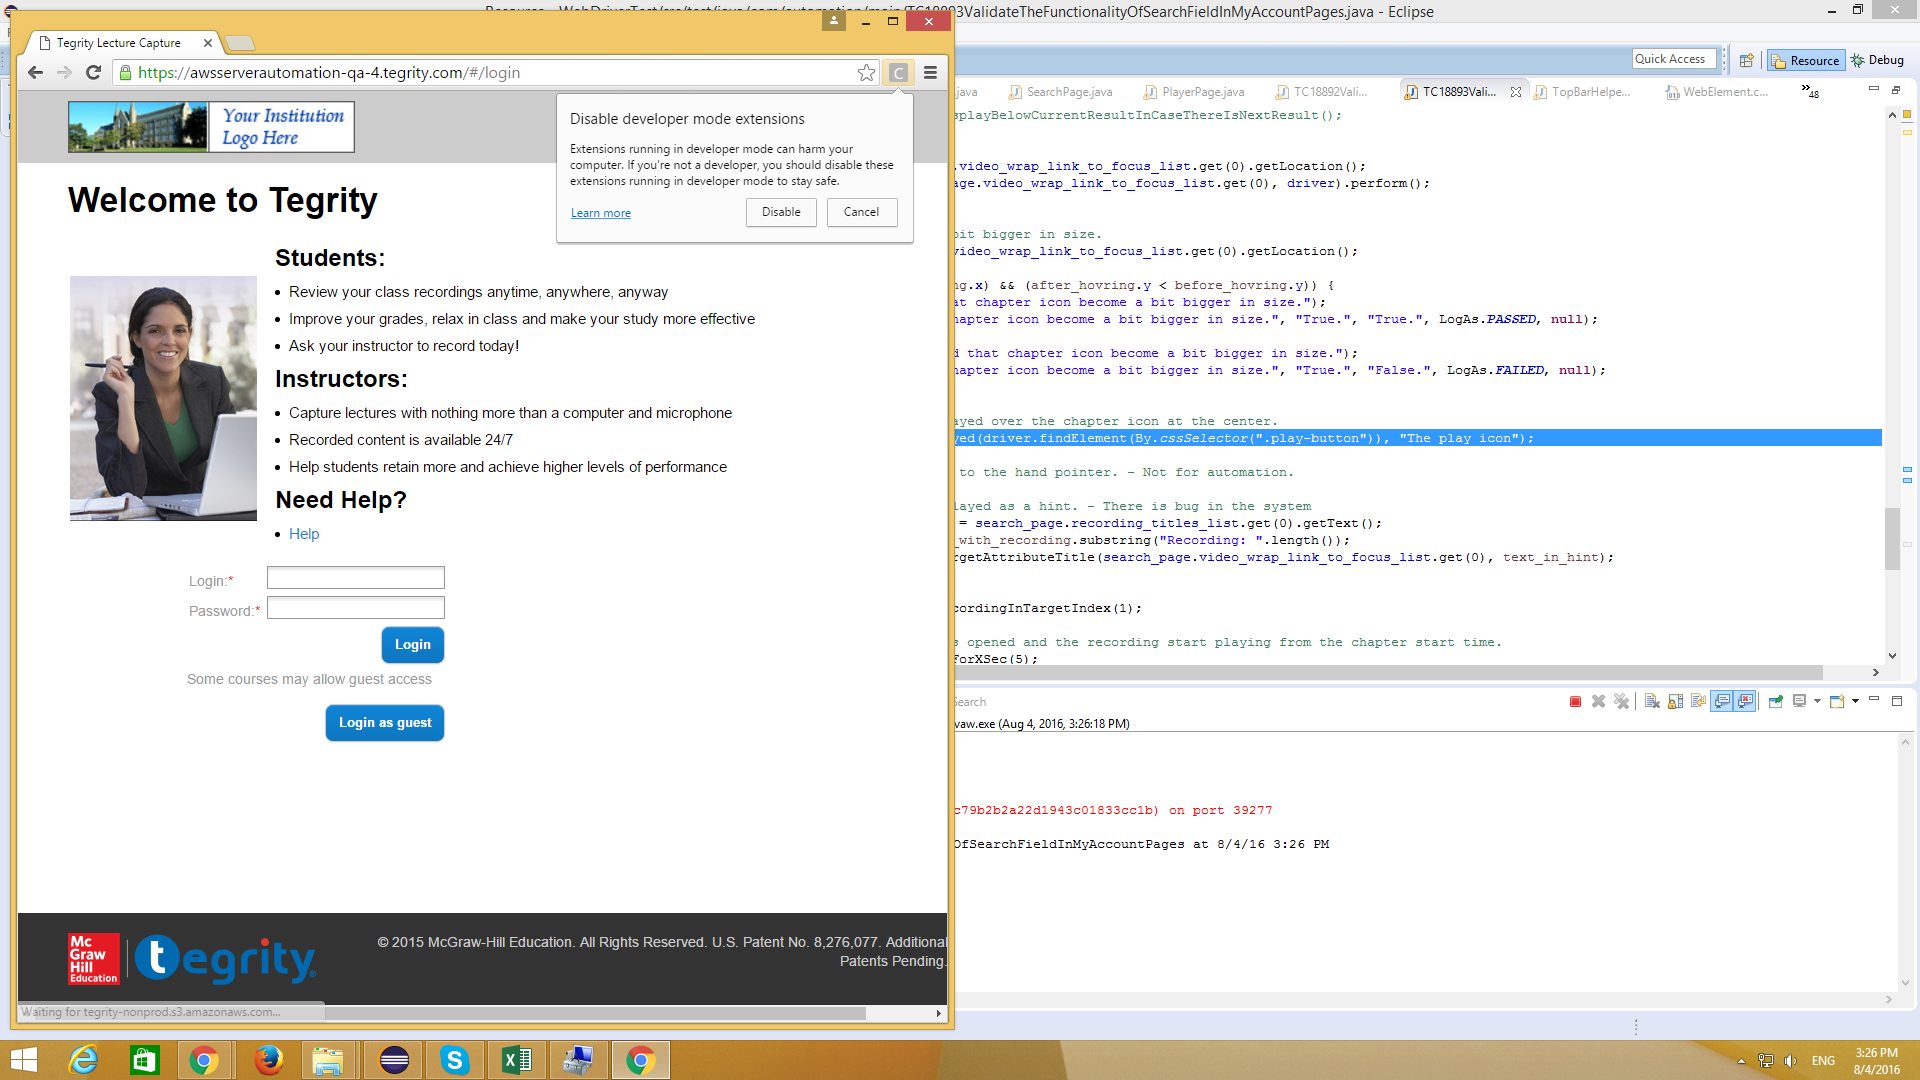 Resource - WebDriverTest/src/test/java/com/automation/main/TC18893ValidateTheFunctionalityOfSearchFieldInMyAccountPages.java - Eclipse
Tegrity Lecture Capture
https://awsserverautomation-qa-4.tegrity.com/#/login
C
Your Institution
Logo Here
Disable developer mode extensions
Extensions running in developer mode can harm your
computer. If you're not a developer, you should disable these
extensions running in developer mode to stay safe.
Learn more
Disable
Cancel
Welcome to Tegrity
Students:
Review your class recordings anytime, anywhere, anyway
Improve your grades, relax in class and make your study more effective
Ask your instructor to record today!
Instructors:
Capture lectures with nothing more than a computer and microphone
Recorded content is available 24/7
Help students retain more and achieve higher levels of performance
Need Help?
Help
Login:*
Password:*
Login
Some courses may allow guest access
Login as guest
Mc
Graw
Hill
Education
tegrity
© 2015 McGraw-Hill Education. All Rights Reserved. U.S. Patent No. 8,276,077. Additional
Patents Pending.
Waiting for tegrity-nonprod.s3.amazonaws.com...
Quick Access
Resource
Debug
.java
SearchPage.java
PlayerPage.java
TC18892Vali...
TC18893Vali...
TopBarHelpe...
WebElement.c...
48
splayBelowCurrentResultInCaseThereIsNextResult();
.video_wrap_link_to_focus_list.get(0).getLocation();
age.video_wrap_link_to_focus_list.get(0), driver).perform();
bit bigger in size.
video_wrap_link_to_focus_list.get(0).getLocation();
ng.x) && (after_hovring.y < before_hovring.y)) {
at chapter icon become a bit bigger in size.");
hapter icon become a bit bigger in size.", "True.", "True.", LogAs.PASSED, null);
d that chapter icon become a bit bigger in size.");
hapter icon become a bit bigger in size.", "True.", "False.", LogAs.FAILED, null);
ayed over the chapter icon at the center.
yed(driver.findElement(By.cssSelector(".play-button")), "The play icon");
to the hand pointer. - Not for automation.
layed as a hint. - There is bug in the system
= search_page.recording_titles_list.get(0).getText();
_with_recording.substring("Recording: ".length());
rgetAttributeTitle(search_page.video_wrap_link_to_focus_list.get(0), text_in_hint);
cordingInTargetIndex(1);
s opened and the recording start playing from the chapter start time.
ForXSec(5);
Search
vaw.exe (Aug 4, 2016, 3:26:18 PM)
c79b2b2a22d1943c01833cc1b) on port 39277
OfSearchFieldInMyAccountPages at 8/4/16 3:26 PM
ENG
3:26 PM
8/4/2016